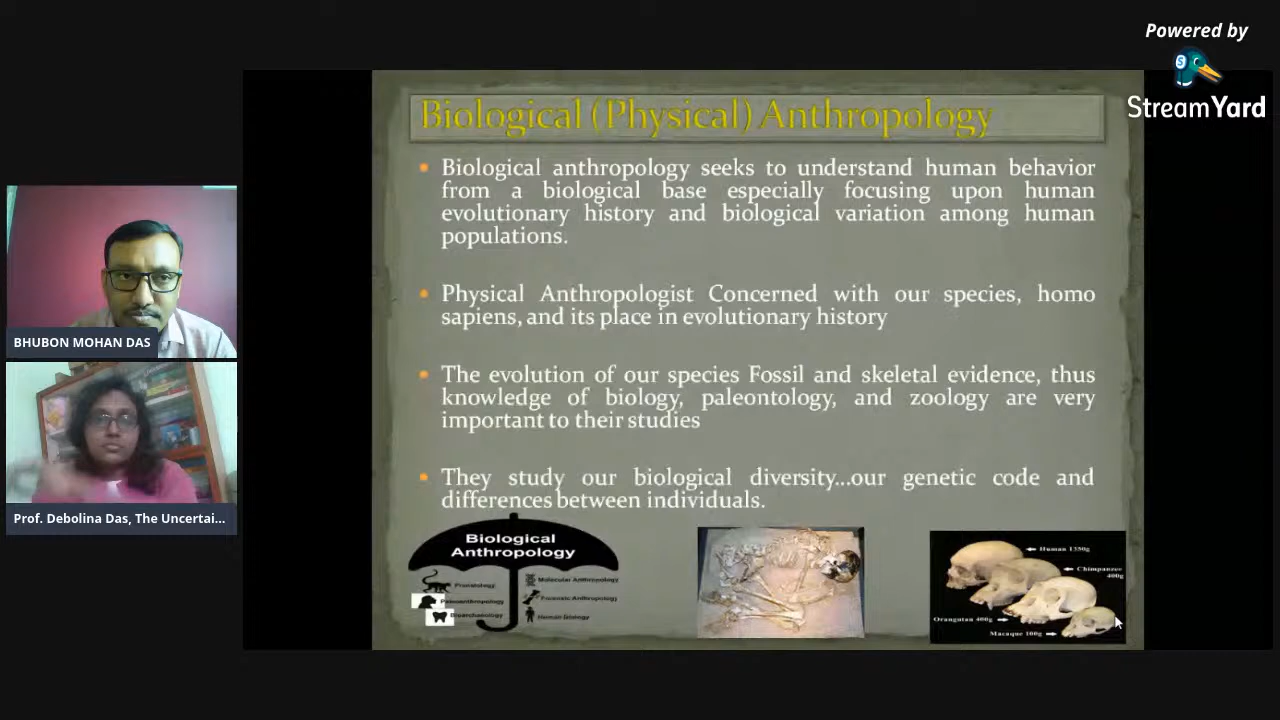 Powered by
StreamYard
Biological (Physical) Anthropology
• Biological anthropology seeks to understand human behavior
from a biological base especially focusing upon human
evolutionary history and biological variation among human
populations.
• Physical Anthropologist Concerned with our species, homo
sapiens, and its place in evolutionary history
• The evolution of our species Fossil and skeletal evidence, thus
knowledge of biology, paleontology, and zoology are very
important to their studies
• They study our biological diversity...our genetic code and
differences between individuals.
Biological
Anthropology
Primatology
Molecular Anthropology
Paleoanthropology
Forensic Anthropology
Bioarchaeology
Human Biology
Human 1350g
Chimpanzee
400g
Orangutan 400g
Macaque 100g
BHUBON MOHAN DAS
Prof. Debolina Das, The Uncertai...